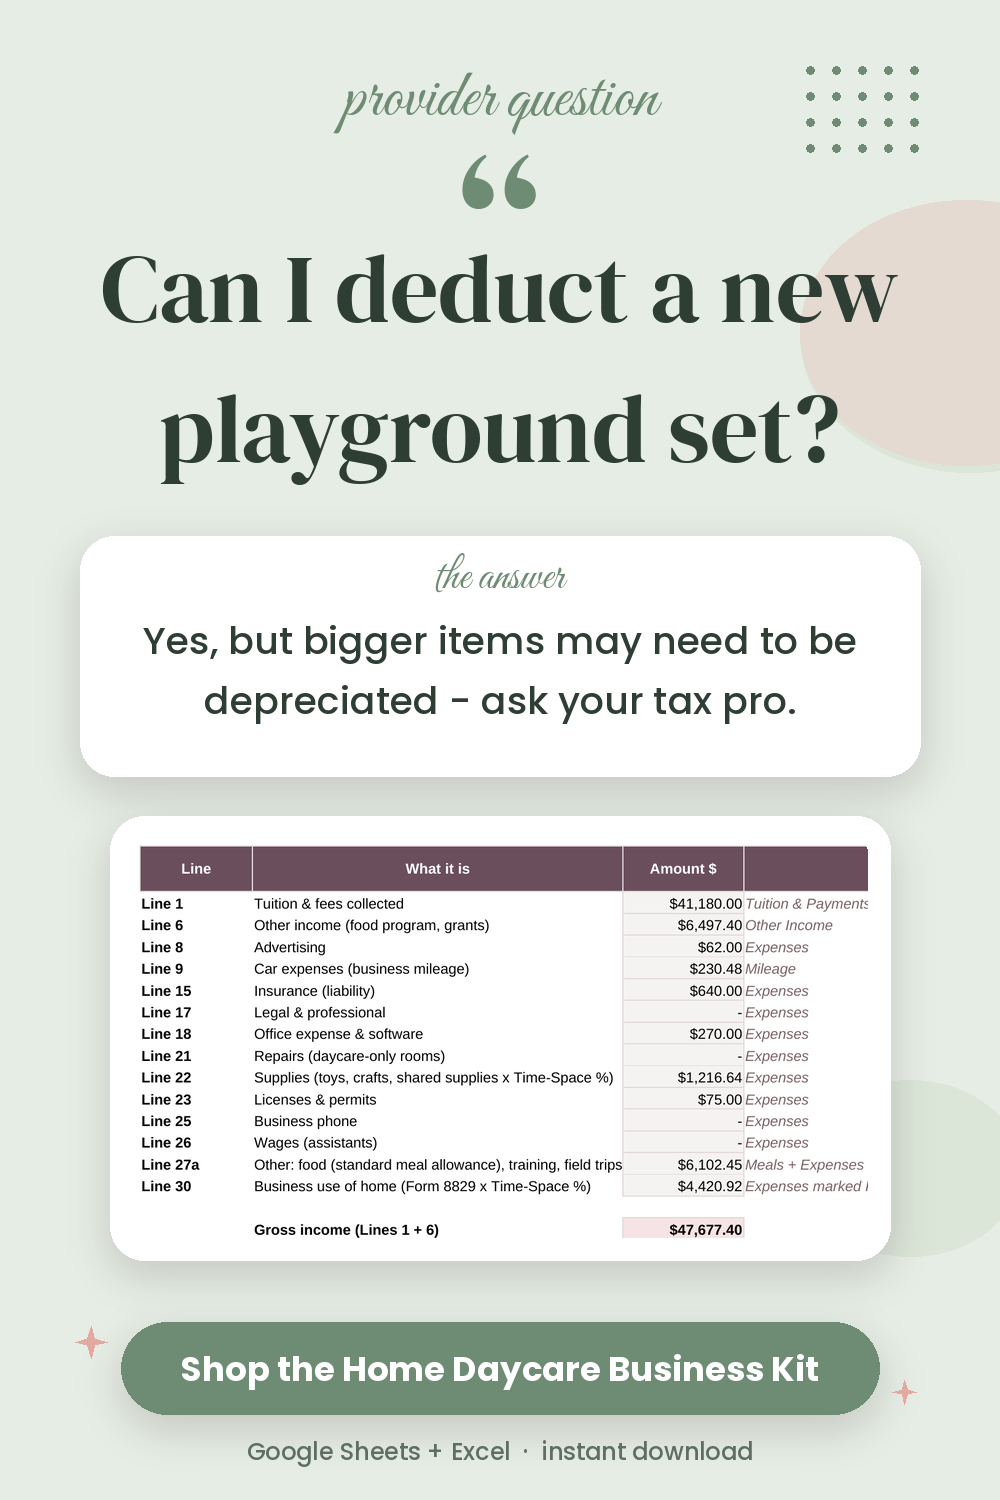 provider question
“
Can I deduct a new
playground set?
the answer
Yes, but bigger items may need to be
depreciated - ask your tax pro.
Line What it is Amount $
Line 1 Tuition & fees collected $41,180.00 Tuition & Payments
Line 6 Other income (food program, grants) $6,497.40 Other Income
Line 8 Advertising $62.00 Expenses
Line 9 Car expenses (business mileage) $230.48 Mileage
Line 15 Insurance (liability) $640.00 Expenses
Line 17 Legal & professional - Expenses
Line 18 Office expense & software $270.00 Expenses
Line 21 Repairs (daycare-only rooms) - Expenses
Line 22 Supplies (toys, crafts, shared supplies x Time-Space %) $1,216.64 Expenses
Line 23 Licenses & permits $75.00 Expenses
Line 25 Business phone - Expenses
Line 26 Wages (assistants) - Expenses
Line 27a Other: food (standard meal allowance), training, field trips $6,102.45 Meals + Expenses
Line 30 Business use of home (Form 8829 x Time-Space %) $4,420.92 Expenses marked
Gross income (Lines 1 + 6) $47,677.40
Shop the Home Daycare Business Kit
Google Sheets + Excel · instant download